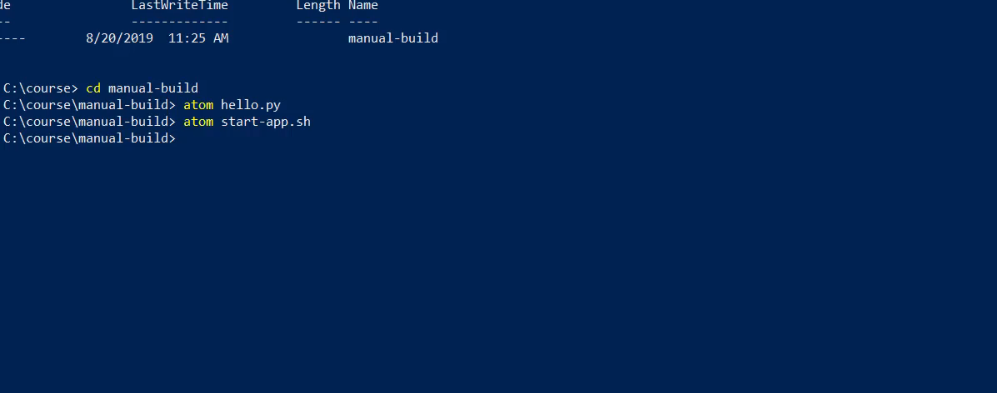 de LastWriteTime Length Name
-- ------------- ------ ----
---- 8/20/2019 11:25 AM manual-build
C:\course> cd manual-build
C:\course\manual-build> atom hello.py
C:\course\manual-build> atom start-app.sh
C:\course\manual-build>